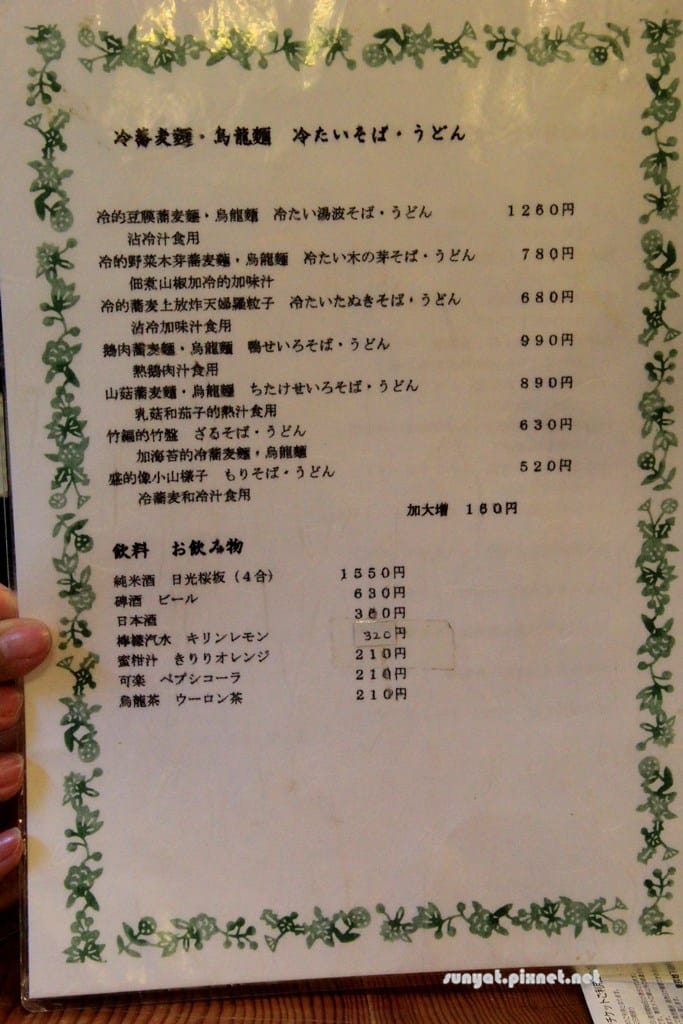 冷蕎麦麵・烏龍麵　冷たいそば・うどん
冷的豆膜蕎麦麵・烏龍麵　冷たい湯波そば・うどん　1260円
沾冷汁食用
冷的野菜木芽蕎麦麵・烏龍麵　冷たい木の芽そば・うどん　780円
佃煮山椒加冷的加味汁
冷的蕎麦上放炸天婦羅粒子　冷たいたぬきそば・うどん　680円
沾冷加味汁食用
鵝肉蕎麦麵・烏龍麵　鴨せいろそば・うどん　990円
熱鵝肉汁食用
山菇蕎麦麵・烏龍麵　ちたけせいろそば・うどん　890円
乳菇和茄子的熱汁食用
竹編的竹盤　ざるそば・うどん　630円
加海苔的冷蕎麦麵・烏龍麵
盛的像小山樣子　もりそば・うどん　520円
冷蕎麦和冷汁食用
加大增　160円
飲料　お飲み物
純米酒　日光桜坂（4合）　1550円
碑酒　ビール　630円
日本酒　360円
檸檬汽水　キリンレモン　320円
蜜柑汁　きりりオレンジ　210円
可楽　ペプシコーラ　210円
烏龍茶　ウーロン茶　210円
sunyat.pixnet.net